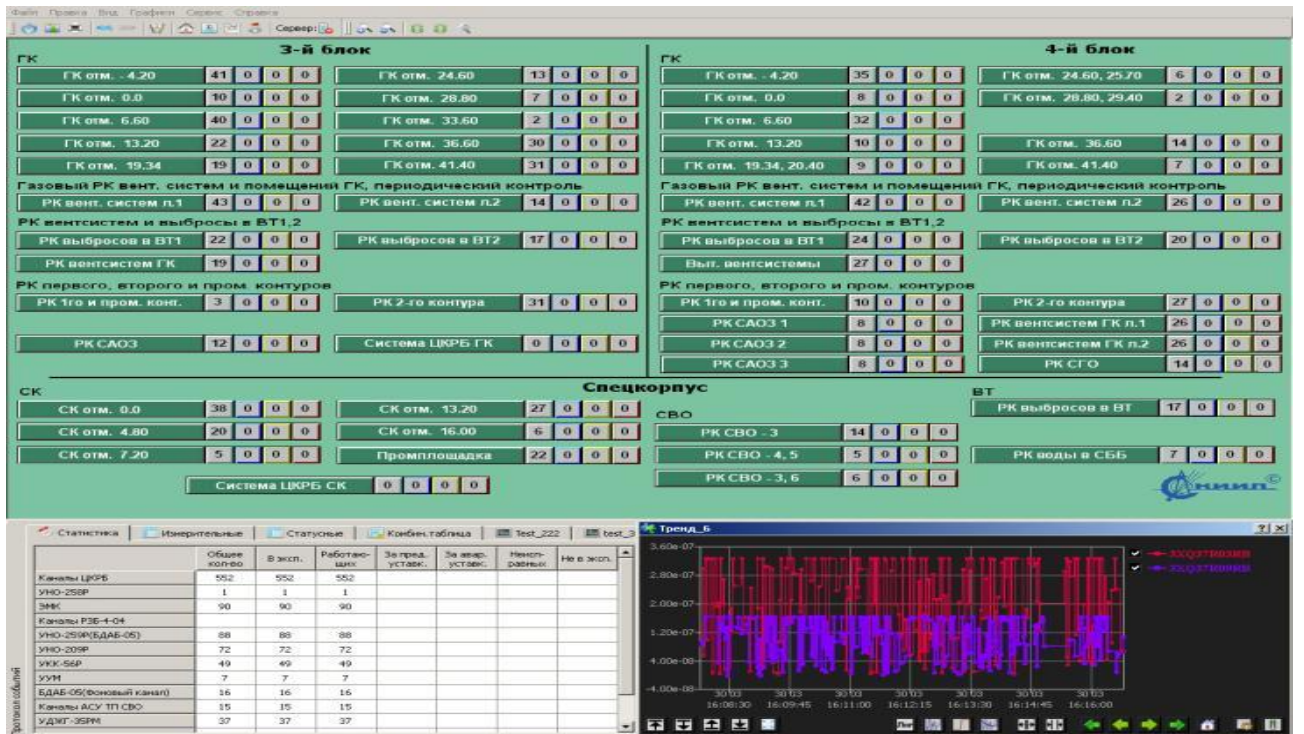 Файл Правка Вид Графики Сервис Справка
Сервер:
3-й блок
4-й блок
ГК
ГК
ГК отм. - 4.20 41 0 0 0 ГК отм. 24.60 13 0 0 0 ГК отм. - 4.20 35 0 0 0 ГК отм. 24.60, 25.70 6 0 0 0
ГК отм. 0.0 10 0 0 0 ГК отм. 28.80 7 0 0 0 ГК отм. 0.0 8 0 0 0 ГК отм. 28.80, 29.40 2 0 0 0
ГК отм. 6.60 40 0 0 0 ГК отм. 33.60 2 0 0 0 ГК отм. 6.60 32 0 0 0
ГК отм. 13.20 22 0 0 0 ГК отм. 36.60 30 0 0 0 ГК отм. 13.20 10 0 0 0 ГК отм. 36.60 14 0 0 0
ГК отм. 19.34 19 0 0 0 ГК отм. 41.40 31 0 0 0 ГК отм. 19.34, 20.40 9 0 0 0 ГК отм. 41.40 7 0 0 0
Газовый РК вент. систем и помещений ГК, периодический контроль
Газовый РК вент. систем и помещений ГК, периодический контроль
РК вент. систем п.1 43 0 0 0 РК вент. систем п.2 14 0 0 0 РК вент. систем п.1 42 0 0 0 РК вент. систем п.2 26 0 0 0
РК вентсистем и выбросы в ВТ1,2
РК вентсистем и выбросы в ВТ1,2
РК выбросов в ВТ1 22 0 0 0 РК выбросов в ВТ2 17 0 0 0 РК выбросов в ВТ1 24 0 0 0 РК выбросов в ВТ2 20 0 0 0
РК вентсистем ГК 19 0 0 0 Выт. вентсистемы 27 0 0 0
РК первого, второго и пром. контуров
РК первого, второго и пром. контуров
РК 1го и пром. конт. 3 0 0 0 РК 2-го контура 31 0 0 0 РК 1го и пром. конт. 10 0 0 0 РК 2-го контура 27 0 0 0
РК САОЗ 1 8 0 0 0 РК вентсистем ГК п.1 26 0 0 0
РК САОЗ 12 0 0 0 Система ЦКРБ ГК 0 0 0 0 РК САОЗ 2 8 0 0 0 РК вентсистем ГК п.2 26 0 0 0
РК САОЗ 3 8 0 0 0 РК СГО 14 0 0 0
Спецкорпус
СК
СВО
ВТ
СК отм. 0.0 38 0 0 0 СК отм. 13.20 27 0 0 0 РК выбросов в ВТ 17 0 0 0
СК отм. 4.80 20 0 0 0 СК отм. 16.00 6 0 0 0 РК СВО - 3 14 0 0 0
СК отм. 7.20 5 0 0 0 Промплощадка 22 0 0 0 РК СВО - 4, 5 5 0 0 0 РК воды в СББ 7 0 0 0
Система ЦКРБ СК 0 0 0 0 РК СВО - 3, 6 6 0 0 0
СНИИП©
Статистика Измерительные Статусные Комбин.таблица Test_222 test_3
Общее кол-во В эксп. Работающих За пред. уставк. За авар. уставк. Неисправных Не в эксп.
Каналы ЦКРБ 552 552 552
УНО-258Р 1 1 1
ЭМК 90 90 90
Каналы РЗБ-4-04
УНО-259Р(БДАБ-05) 88 88 88
УНО-209Р 72 72 72
УКК-56Р 49 49 49
УУМ 7 7 7
БДАБ-05(Фоновый канал) 16 16 16
Каналы АСУ ТП СВО 15 15 15
УДЖГ-35РМ 37 37 37
Протокол событий
Тренд_6
3.60e-07
2.80e-07
2.00e-07
1.20e-07
4.00e-08
-4.00e-08
30\03 30\03 30\03 30\03 30\03 30\03
16:08:30 16:09:45 16:11:00 16:12:15 16:13:30 16:14:45 16:16:00